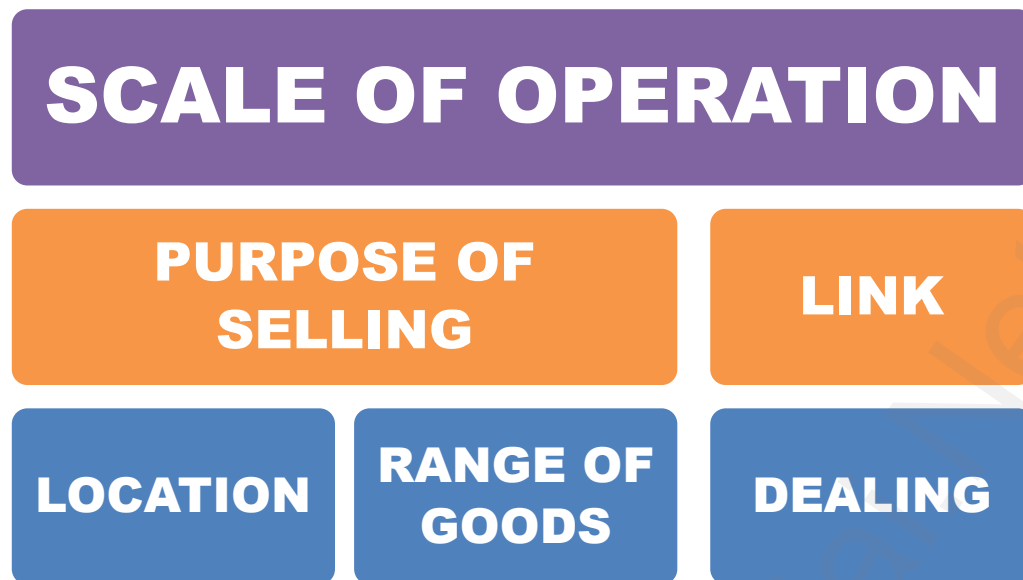 SCALE OF OPERATION
PURPOSE OF
SELLING
LINK
LOCATION
RANGE OF
GOODS
DEALING